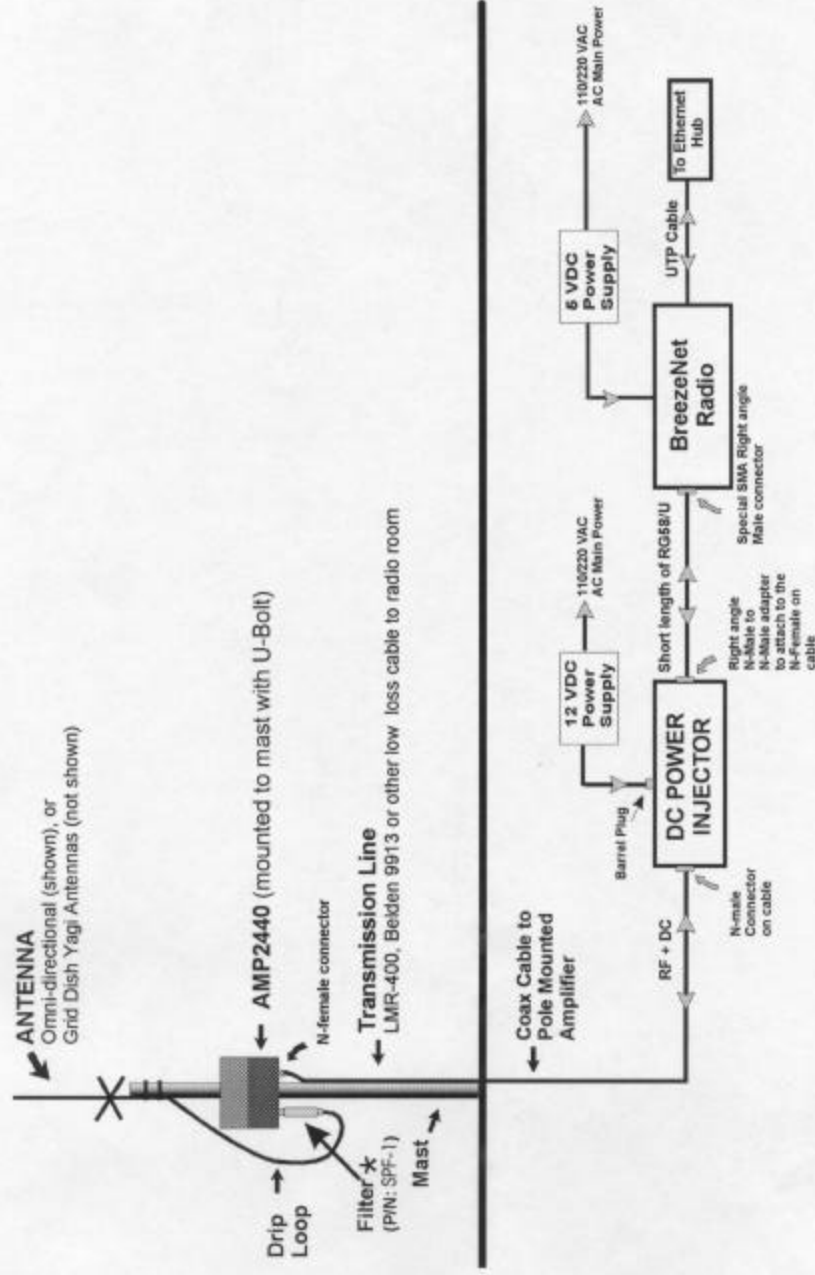 ANTENNA
Omni-directional (shown), or
Grid Dish Yagi Antennas (not shown)
AMP2440 (mounted to mast with U-Bolt)
N-female connector
Drip
Loop
Filter *
(P/N: SPF-1)
Transmission Line
LMR-400, Belden 9913 or other low loss cable to radio room
Mast
Coax Cable to
Pole Mounted
Amplifier
RF + DC
N-male
Connector
on cable
Barrel Plug
12 VDC
Power
Supply
110/220 VAC
AC Main Power
DC POWER
INJECTOR
Right angle
N-Male to
N-Male adapter
to attach to the
N-Female on
cable
Short length of RG58/U
Special SMA Right angle
Male connector
5 VDC
Power
Supply
110/220 VAC
AC Main Power
BreezeNet
Radio
UTP Cable
To Ethernet
Hub